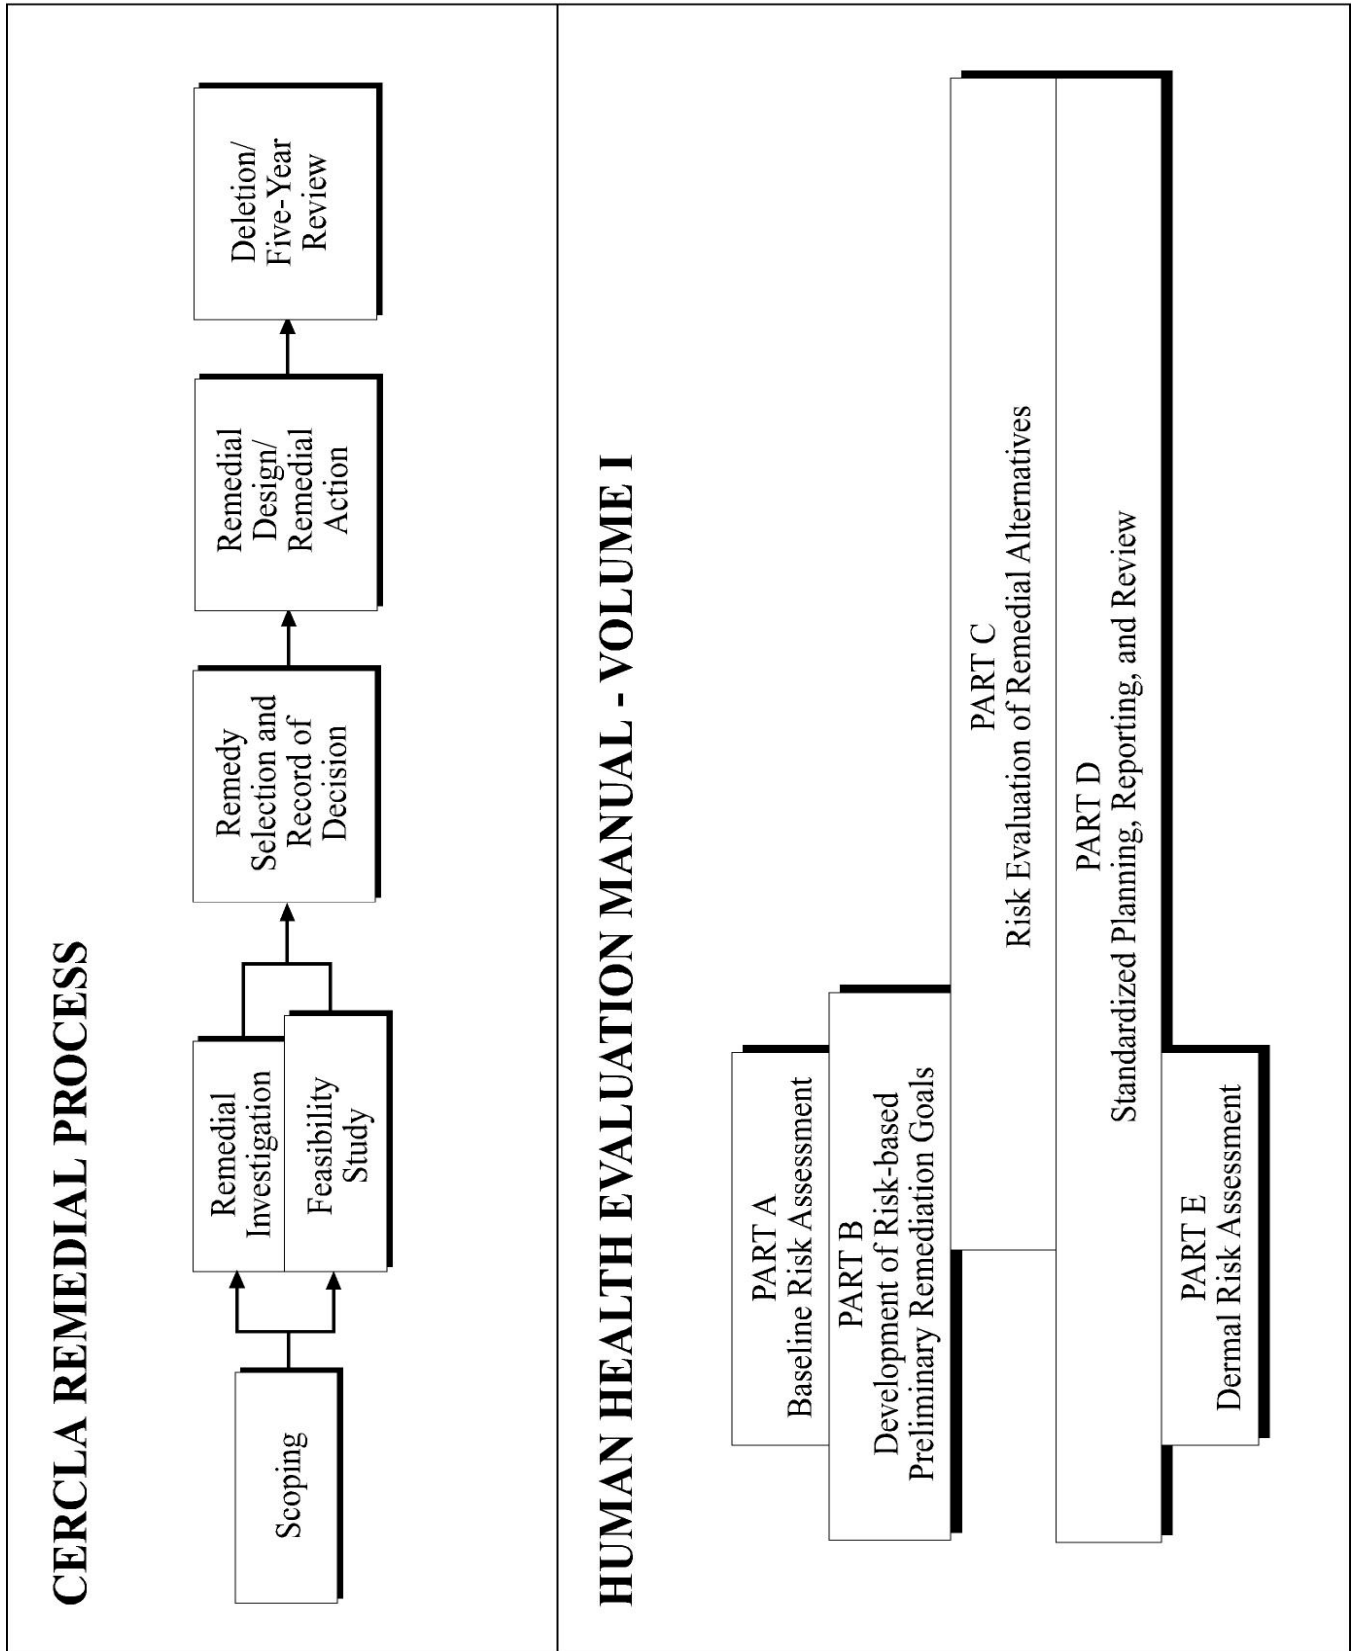 CERCLA REMEDIAL PROCESS
Scoping
Remedial
Investigation
Feasibility
Study
Remedy
Selection and
Record of
Decision
Remedial
Design/
Remedial
Action
Deletion/
Five-Year
Review
HUMAN HEALTH EVALUATION MANUAL - VOLUME I
PART A
Baseline Risk Assessment
PART B
Development of Risk-based
Preliminary Remediation Goals
PART C
Risk Evaluation of Remedial Alternatives
PART D
Standardized Planning, Reporting, and Review
PART E
Dermal Risk Assessment